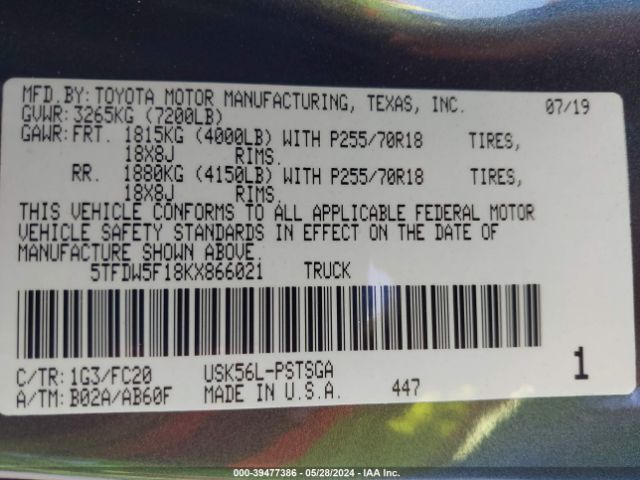 MFD.BY: TOYOTA MOTOR MANUFACTURING, TEXAS, INC. 07/19
GVWR: 3265KG (7200LB)
GAWR: FRT. 1815KG (4000LB) WITH P255/70R18 TIRES,
18X8J RIMS.
RR. 1880KG (4150LB) WITH P255/70R18 TIRES,
18X8J RIMS.
THIS VEHICLE CONFORMS TO ALL APPLICABLE FEDERAL MOTOR
VEHICLE SAFETY STANDARDS IN EFFECT ON THE DATE OF
MANUFACTURE SHOWN ABOVE.
5TFDW5F18KX866021 TRUCK
C/TR: 1G3/FC20 USK56L-PSTSGA 1
A/TM: B02A/AB60F MADE IN U.S.A. 447
000-39477386 - 05/28/2024 - IAA Inc.